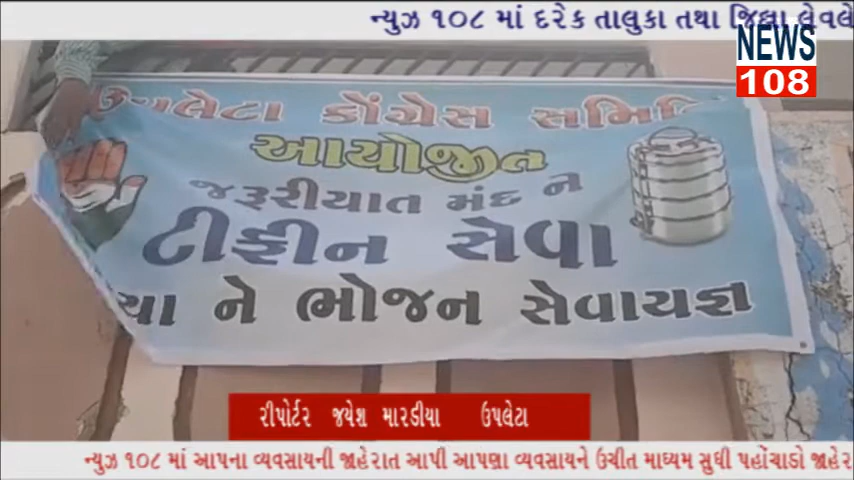 ન્યુઝ ૧૦૮ માં દરેક તાલુકા તથા જિલ્લા લેવલે
NEWS
108
ઉપલેટા કોંગ્રેસ સમિતિ
આયોજીત
જરૂરીયાત મંદ ને
ટીફીન સેવા
ને ભોજન સેવાયજ્ઞ
રીપોર્ટર જયેશ મારડીયા ઉપલેટા
ન્યુઝ ૧૦૮ માં આપના વ્યવસાયની જાહેરાત આપી આપણા વ્યવસાયને ઉચીત માધ્યમ સુધી પહોંચાડો જાહેર